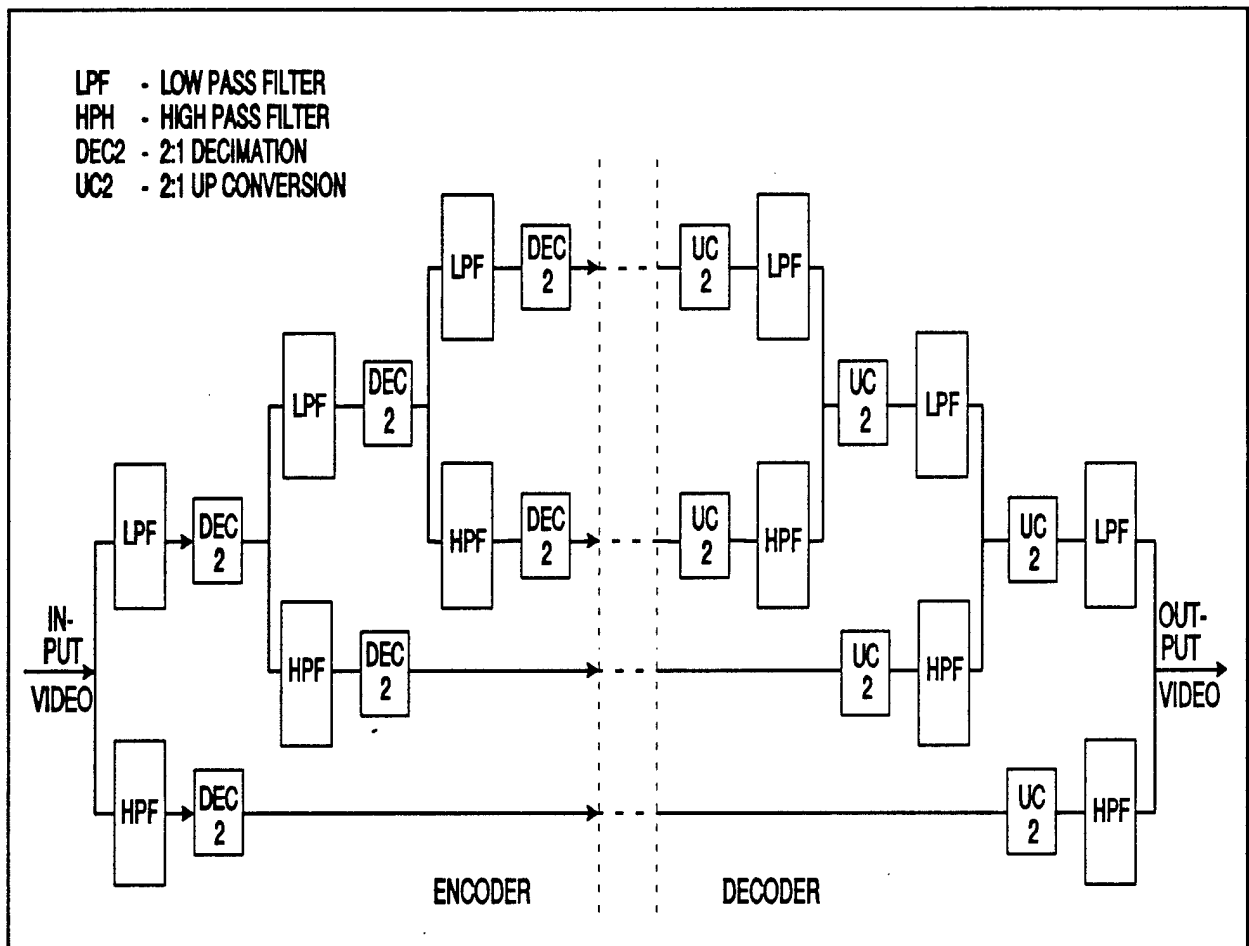 LPF - LOW PASS FILTER
HPH - HIGH PASS FILTER
DEC2 - 2:1 DECIMATION
UC2 - 2:1 UP CONVERSION
LPF
DEC
2
UC
2
LPF
LPF
DEC
2
UC
2
LPF
LPF
DEC
2
HPF
DEC
2
UC
2
HPF
UC
2
LPF
IN-
PUT
VIDEO
HPF
DEC
2
UC
2
HPF
OUT-
PUT
VIDEO
HPF
DEC
2
UC
2
HPF
ENCODER
DECODER